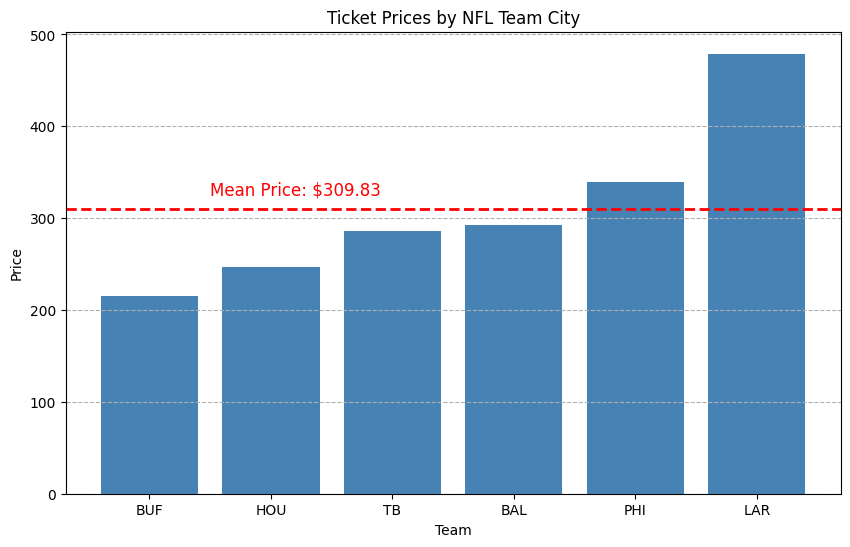 Ticket Prices by NFL Team City
500
400
300
200
100
0
Price
Mean Price: $309.83
BUF HOU TB BAL PHI LAR
Team